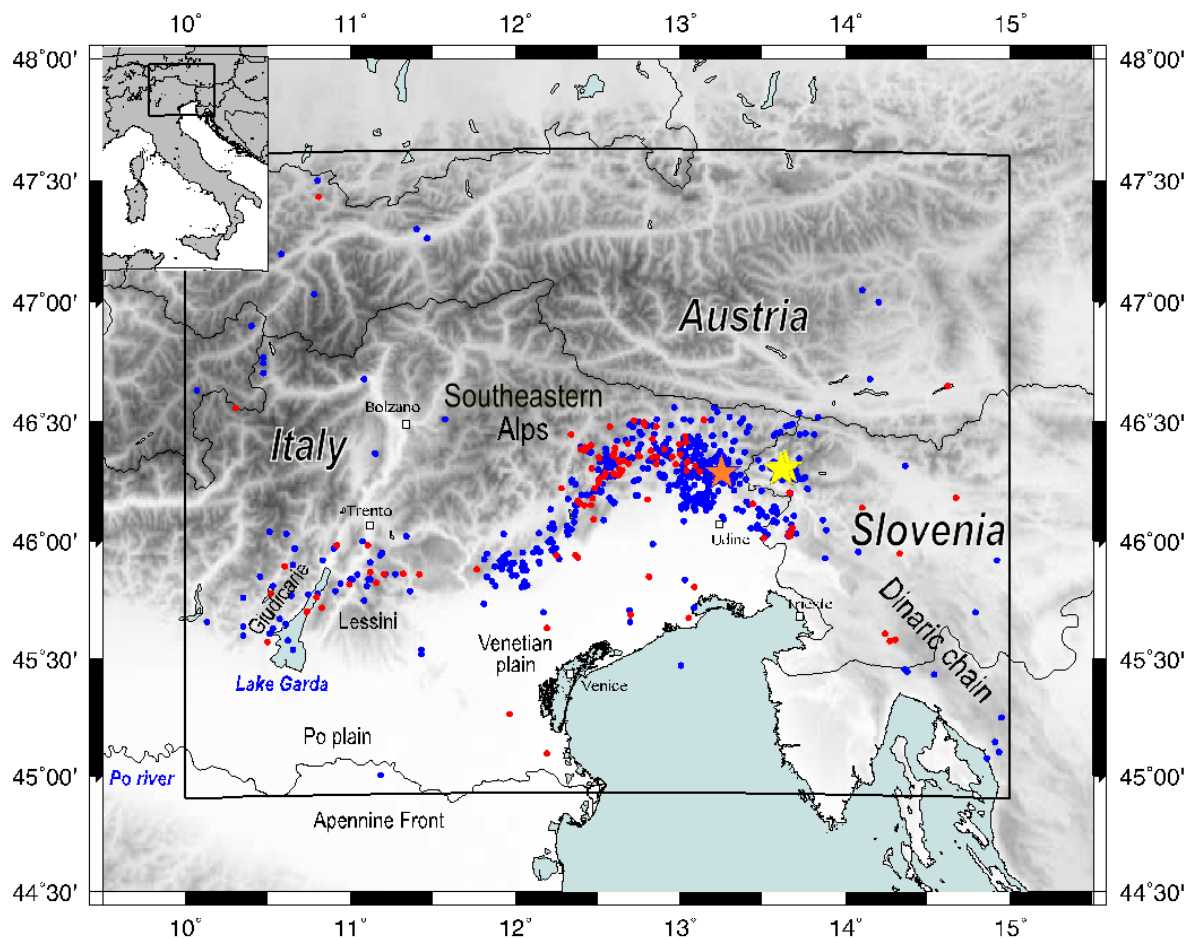 10° 11° 12° 13° 14° 15°
48°00' 48°00'
47°30' 47°30'
47°00' 47°00'
Austria
Southeastern
Alps
Bolzano
46°30' 46°30'
Italy
Trento
Slovenia
Udine
46°00' 46°00'
Giudicarie
Lessini
Dinaric chain
Trieste
Venetian
plain
45°30' 45°30'
Lake Garda
Venice
Po plain
45°00' 45°00'
Po river
Apennine Front
44°30' 44°30'
10° 11° 12° 13° 14° 15°